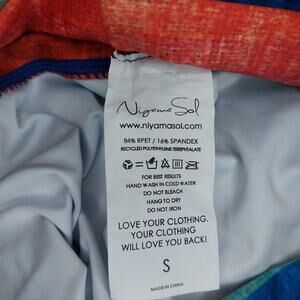 Niyama Sol
www.niyamasol.com
84% RPET / 16% SPANDEX
RECYCLED POLYETHYLENE TEREPHTALATE
FOR BEST RESULTS
HAND WASH IN COLD WATER
DO NOT BLEACH
HANG TO DRY
DO NOT IRON
LOVE YOUR CLOTHING.
YOUR CLOTHING
WILL LOVE YOU BACK!
S
MADE IN CHINA